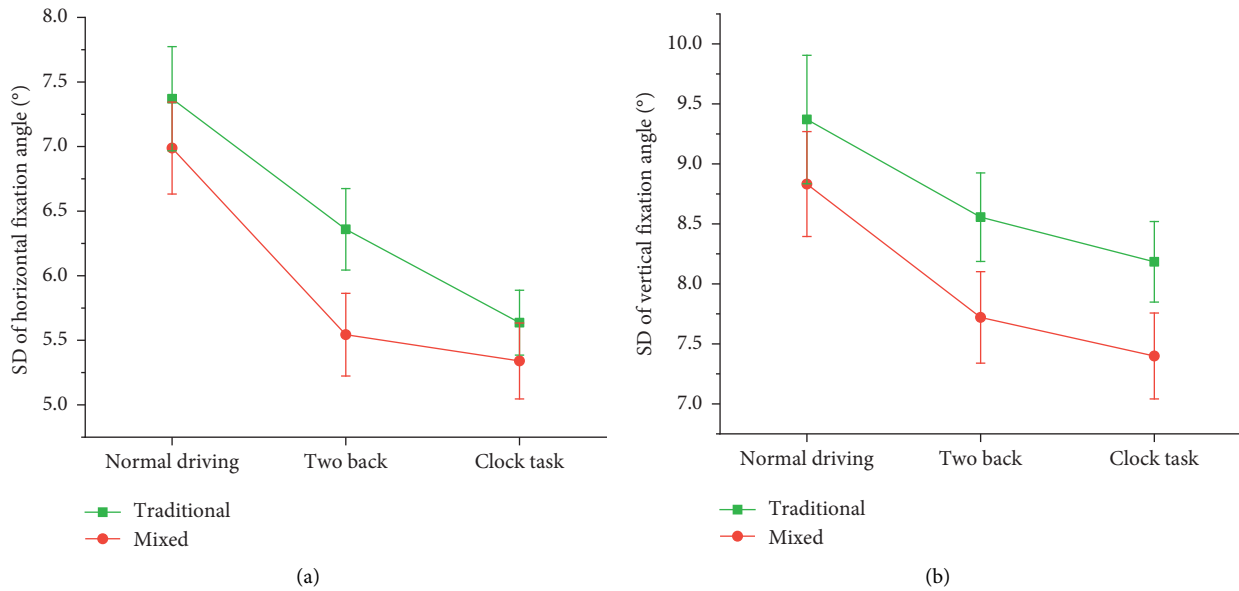 SD of horizontal fixation angle (°)
8.0
7.5
7.0
6.5
6.0
5.5
5.0
Normal driving Two back Clock task
Traditional
Mixed
(a)
SD of vertical fixation angle (°)
10.0
9.5
9.0
8.5
8.0
7.5
7.0
Normal driving Two back Clock task
Traditional
Mixed
(b)